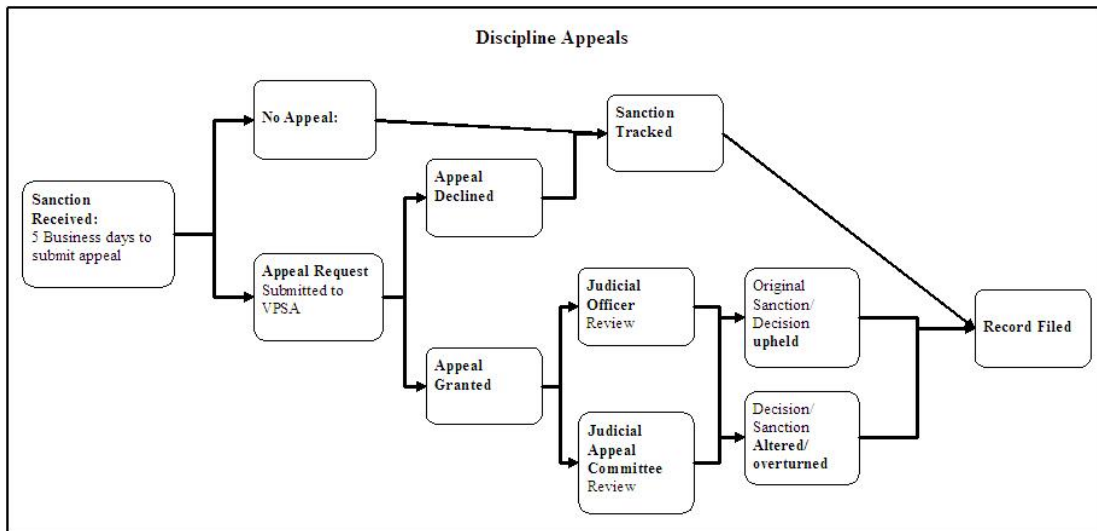 Discipline Appeals
No Appeal:
Sanction
Tracked
Appeal
Declined
Sanction
Received:
5 Business days to
submit appeal
Appeal Request
Submitted to
VPSA
Judicial
Officer
Review
Original
Sanction/
Decision
upheld
Record Filed
Appeal
Granted
Judicial
Appeal
Committee
Review
Decision/
Sanction
Altered/
overturned